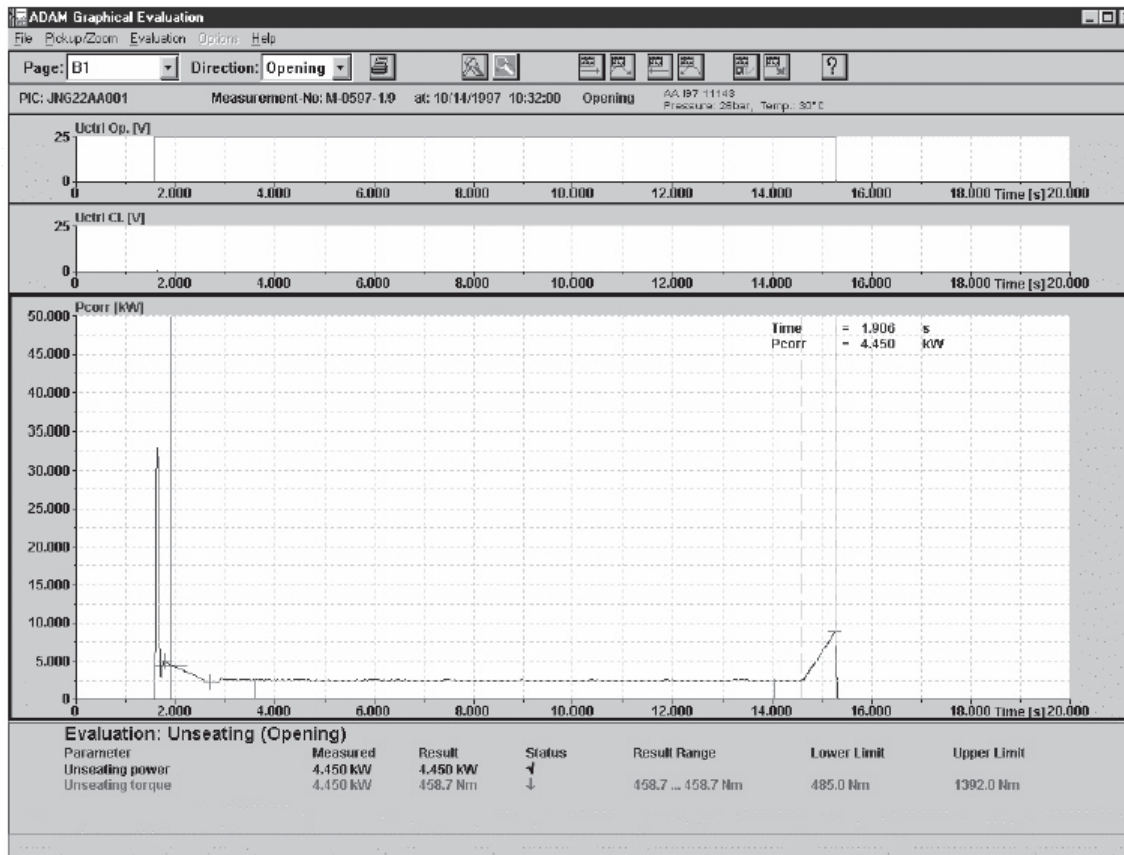 ADAM Graphical Evaluation
File Pickup/Zoom Evaluation Options Help
Page: B1 Direction: Opening ?
PIC: JNG22AA001 Measurement-No: M-0597-1.9 at: 10/14/1997 10:32:00 Opening AA I97 11143
Pressure: 26bar, Temp.: 30°C
Uctrl Op. [V]
25
0
0 2.000 4.000 6.000 8.000 10.000 12.000 14.000 16.000 18.000 Time [s] 20.000
Uctrl Cl. [V]
25
0
0 2.000 4.000 6.000 8.000 10.000 12.000 14.000 16.000 18.000 Time [s] 20.000
Pcorr [kW]
50.000
Time = 1.906 s
Pcorr = 4.450 kW
45.000
40.000
35.000
30.000
25.000
20.000
15.000
10.000
5.000
0
0 2.000 4.000 6.000 8.000 10.000 12.000 14.000 16.000 18.000 Time [s] 20.000
Evaluation: Unseating (Opening)
Parameter Measured Result Status Result Range Lower Limit Upper Limit
Unseating power 4.450 kW 4.450 kW
Unseating torque 4.450 kW 458.7 Nm ↓ 458.7 ... 458.7 Nm 485.0 Nm 1392.0 Nm